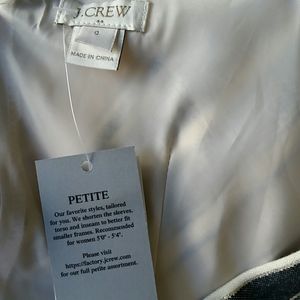 J.CREW
MADE IN CHINA
PETITE
Our favorite styles, tailored
for you. We shorten the sleeves,
torso and inseam to better fit
smaller frames. Recommended
for women 5'0" - 5'4".
Please visit
https://factory.jcrew.com
for our full petite assortment.